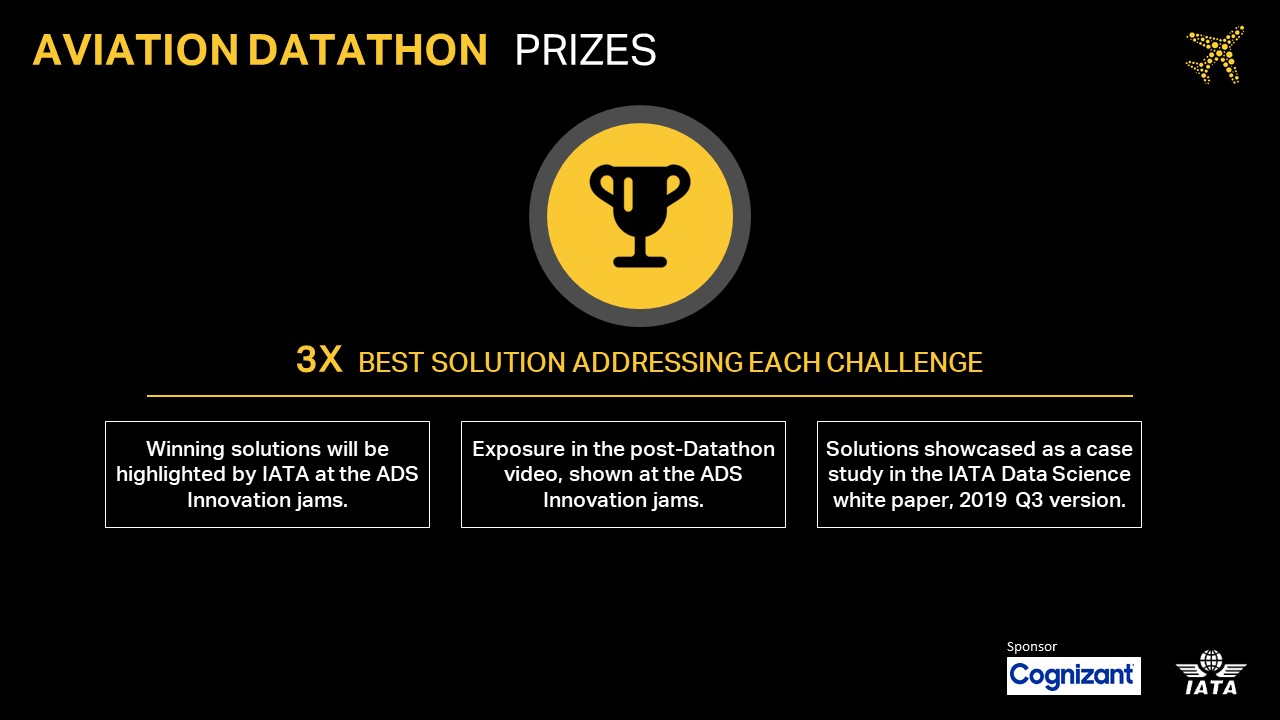 AVIATION DATATHON PRIZES
3X BEST SOLUTION ADDRESSING EACH CHALLENGE
Winning solutions will be
highlighted by IATA at the ADS
Innovation jams.
Exposure in the post-Datathon
video, shown at the ADS
Innovation jams.
Solutions showcased as a case
study in the IATA Data Science
white paper, 2019 Q3 version.
Sponsor
Cognizant
IATA